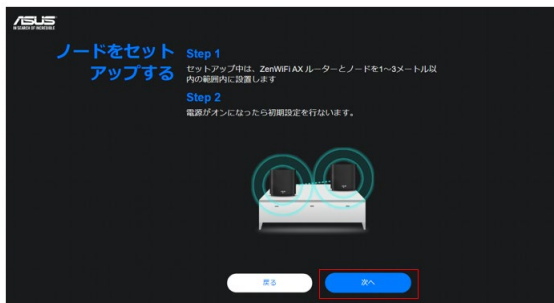 ASUS
IN SEARCH OF INCREDIBLE
ノードをセット
アップする
Step 1
セットアップ中は、ZenWiFi AX ルーターとノードを1～3メートル以
内の範囲内に設置します
Step 2
電源がオンになったら初期設定を行ないます。
戻る
次へ